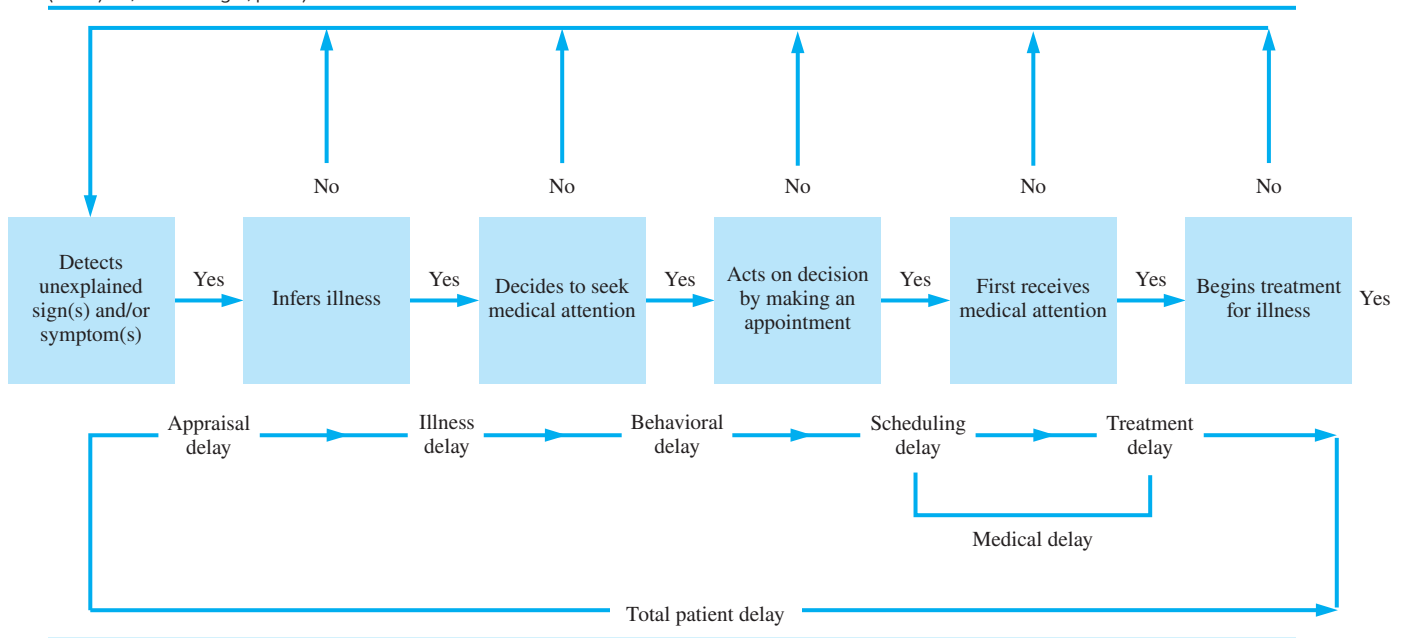 No
No
No
No
No
Detects
unexplained
sign(s) and/or
symptom(s)
Yes
Infers illness
Yes
Decides to seek
medical attention
Yes
Acts on decision
by making an
appointment
Yes
First receives
medical attention
Yes
Begins treatment
for illness
Yes
Appraisal
delay
Illness
delay
Behavioral
delay
Scheduling
delay
Treatment
delay
Medical delay
Total patient delay